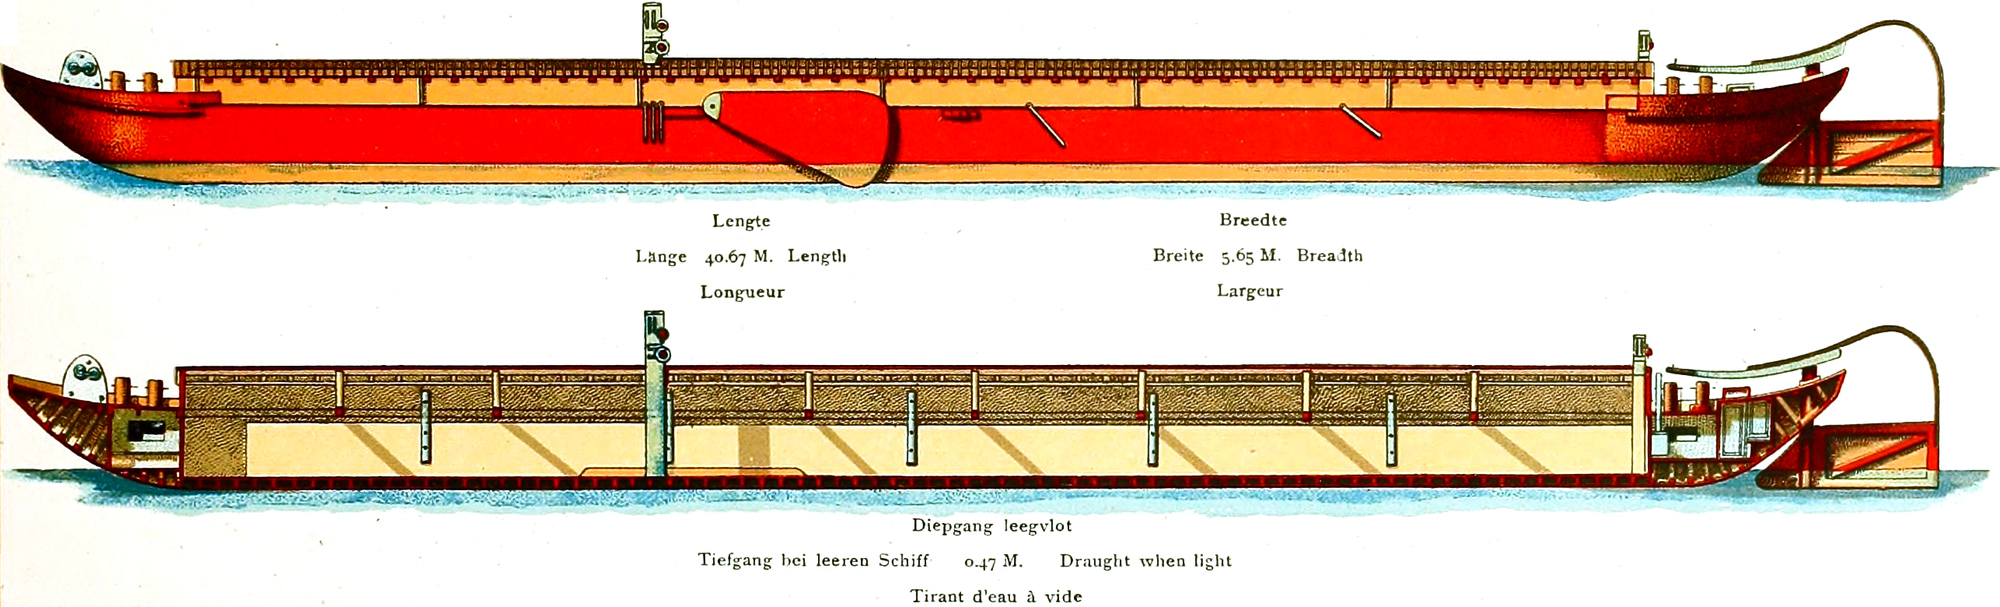 Lengte
Länge 40.67 M. Length
Longueur
Breedte
Breite 5.65 M. Breadth
Largeur
Diepgang leegvlot
Tiefgang bei leeren Schiff 0.47 M. Draught when light
Tirant d'eau à vide